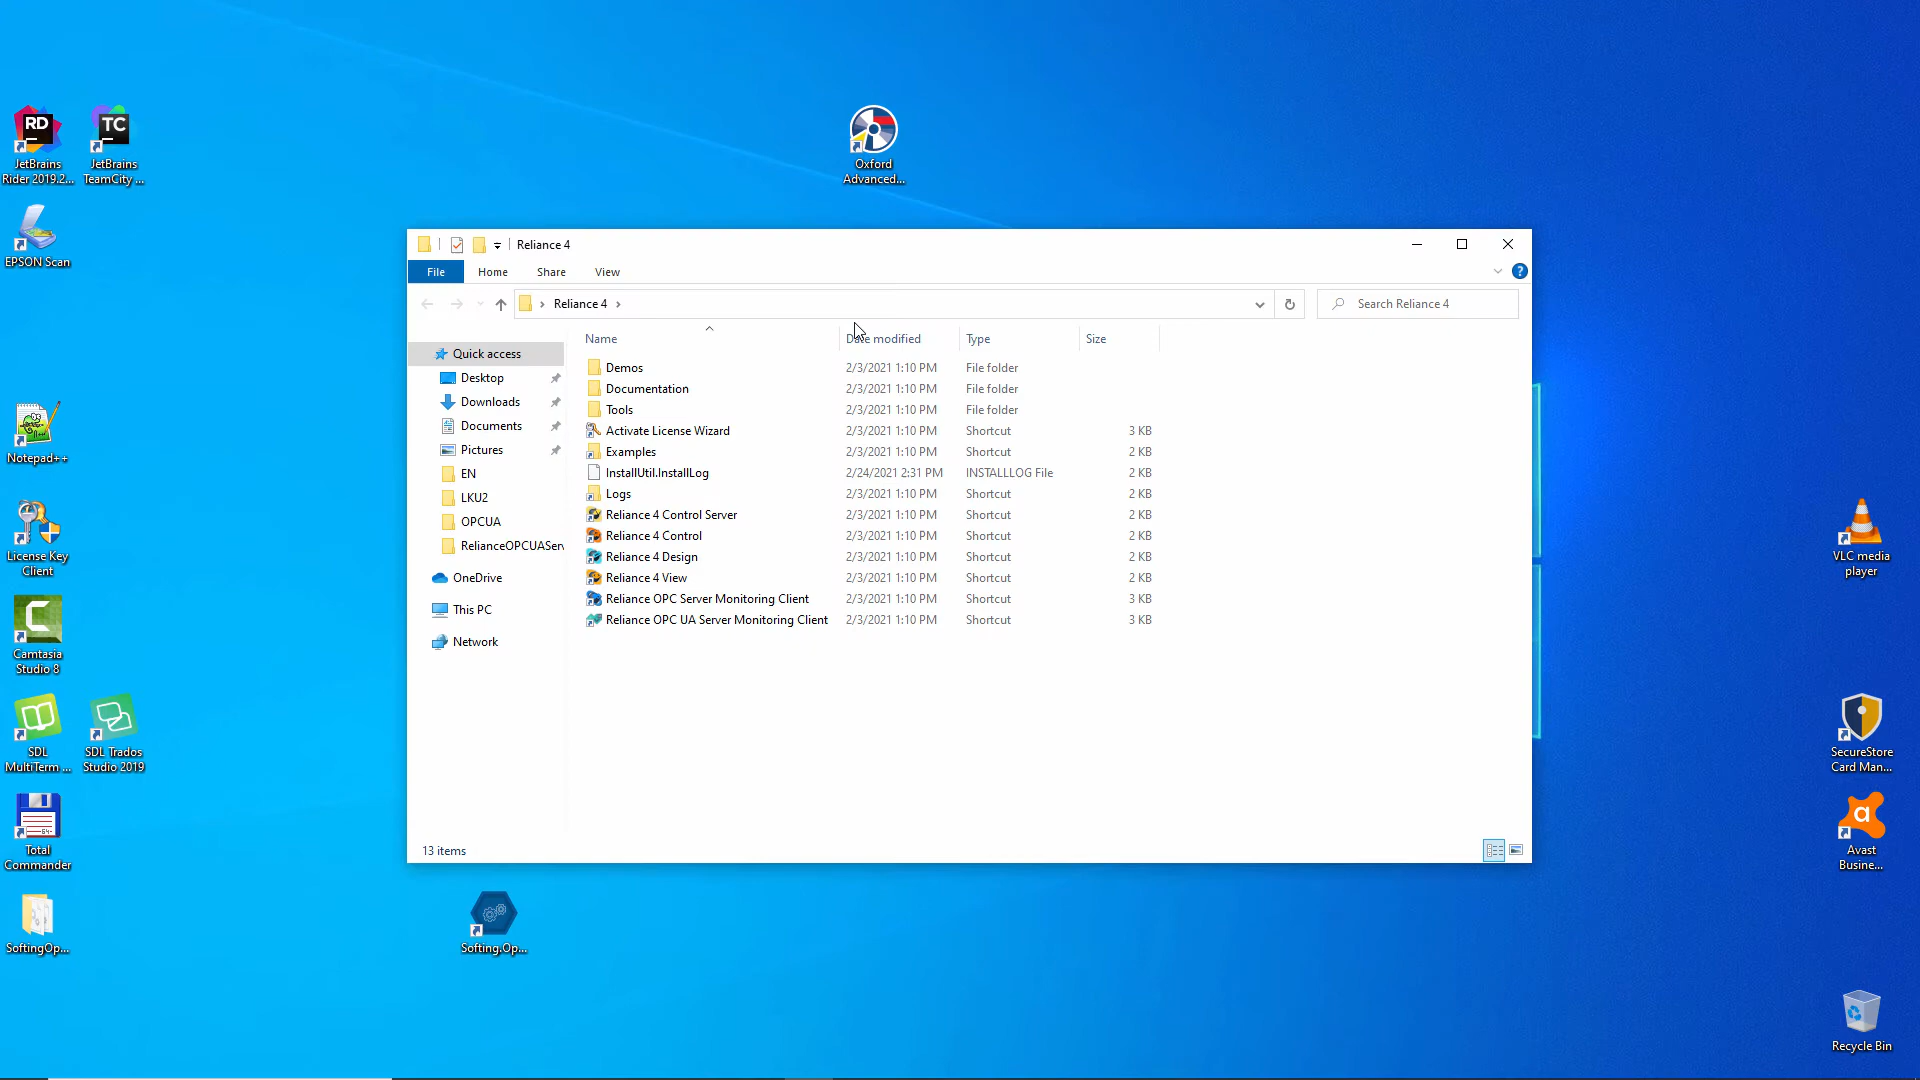 RD
TC
JetBrains
Rider 2019.2...
JetBrains
TeamCity ...
Oxford
Advanced...
EPSON Scan
Notepad++
License Key
Client
Camtasia
Studio 8
SDL
MultiTerm ...
SDL Trados
Studio 2019
64
Total
Commander
SoftingOp...
Softing.Op...
Reliance 4
File
Home
Share
View
?
Reliance 4
Search Reliance 4
Name
Date modified
Type
Size
Quick access
Desktop
Downloads
Documents
Pictures
EN
LKU2
OPCUA
RelianceOPCUAServ
OneDrive
This PC
Network
Demos 2/3/2021 1:10 PM File folder
Documentation 2/3/2021 1:10 PM File folder
Tools 2/3/2021 1:10 PM File folder
Activate License Wizard 2/3/2021 1:10 PM Shortcut 3 KB
Examples 2/3/2021 1:10 PM Shortcut 2 KB
InstallUtil.InstallLog 2/24/2021 2:31 PM INSTALLLOG File 2 KB
Logs 2/3/2021 1:10 PM Shortcut 2 KB
Reliance 4 Control Server 2/3/2021 1:10 PM Shortcut 2 KB
Reliance 4 Control 2/3/2021 1:10 PM Shortcut 2 KB
Reliance 4 Design 2/3/2021 1:10 PM Shortcut 2 KB
Reliance 4 View 2/3/2021 1:10 PM Shortcut 2 KB
Reliance OPC Server Monitoring Client 2/3/2021 1:10 PM Shortcut 3 KB
Reliance OPC UA Server Monitoring Client 2/3/2021 1:10 PM Shortcut 3 KB
13 items
VLC media
player
SecureStore
Card Man...
a
Avast
Busine...
Recycle Bin